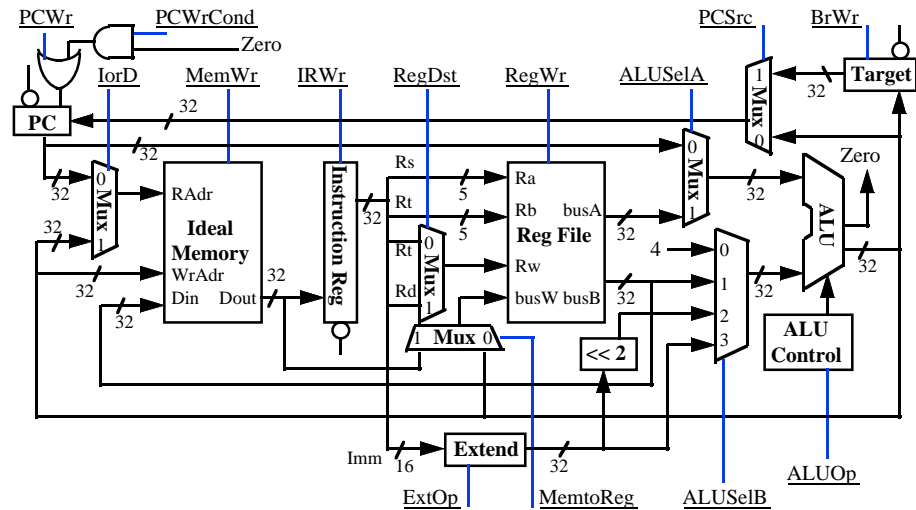 PCWr
PCWrCond
PCSrc
BrWr
Zero
IorD
MemWr
IRWr
RegDst
RegWr
ALUSelA
1
Mux
0
32
Target
PC
32
32
Zero
0
Mux
1
32
32
RAdr
Ideal
Memory
WrAdr
Din
Dout
32
32
32
Instruction Reg
32
Rs
Rt
Rt
Rd
5
5
0
Mux
1
Ra
Rb
busA
Reg File
Rw
busW
busB
32
32
0
Mux
1
32
4
0
1
2
3
Mux
32
ALU
32
1
Mux
0
<< 2
ALU
Control
Imm
16
Extend
32
ExtOp
MemtoReg
ALUSelB
ALUOp